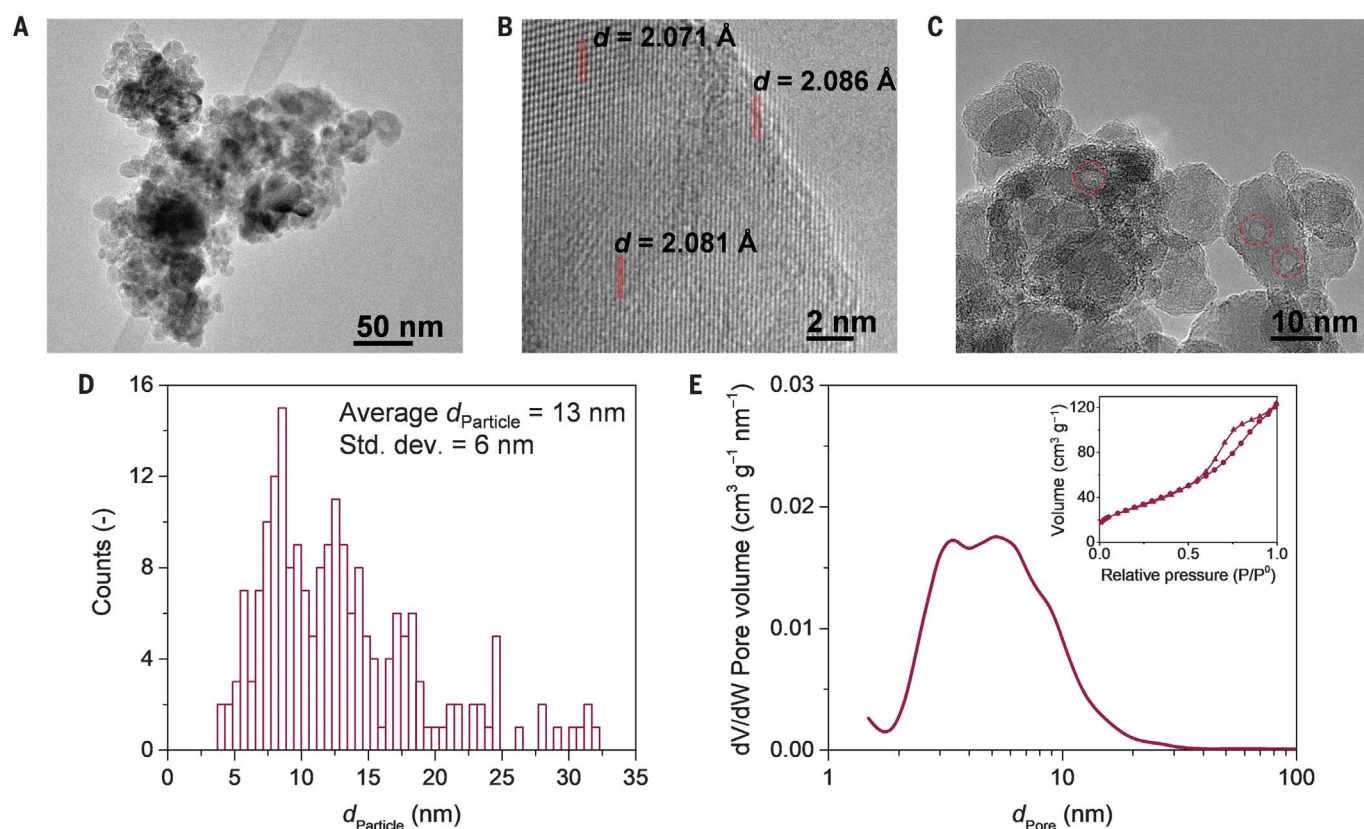 A
50 nm
B
d = 2.071 Å
d = 2.086 Å
d = 2.081 Å
2 nm
C
10 nm
D
16
12
8
4
0
Counts (-)
Average dParticle = 13 nm
Std. dev. = 6 nm
0 5 10 15 20 25 30 35
dParticle (nm)
E
0.03
0.02
0.01
0.00
dV/dW Pore volume (cm³ g⁻¹ nm⁻¹)
120
80
40
0
Volume (cm³ g⁻¹)
0.0 0.5 1.0
Relative pressure (P/P⁰)
1 10 100
dPore (nm)